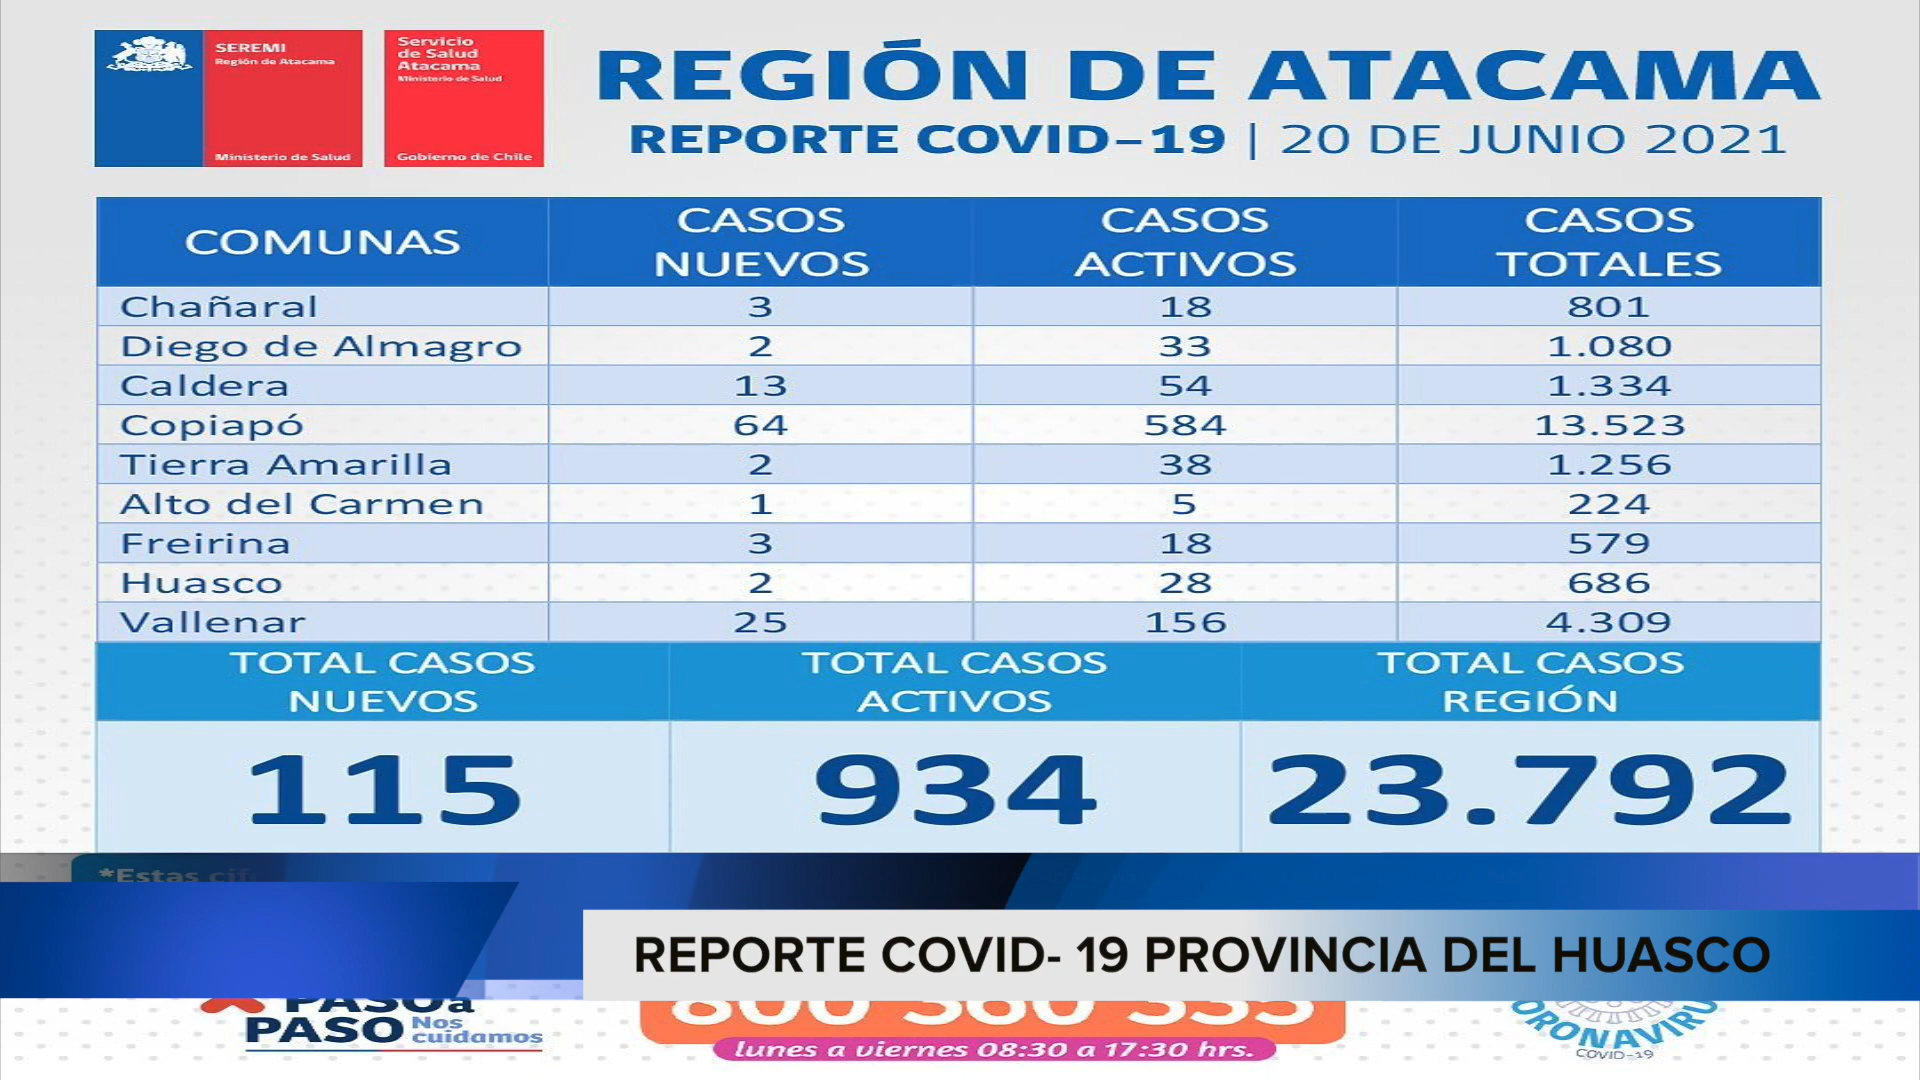 SEREMI
Región de Atacama
Ministerio de Salud
Servicio
de Salud
Atacama
Ministerio de Salud
Gobierno de Chile
REGIÓN DE ATACAMA
REPORTE COVID-19 | 20 DE JUNIO 2021
COMUNAS CASOS NUEVOS CASOS ACTIVOS CASOS TOTALES
Chañaral 3 18 801
Diego de Almagro 2 33 1.080
Caldera 13 54 1.334
Copiapó 64 584 13.523
Tierra Amarilla 2 38 1.256
Alto del Carmen 1 5 224
Freirina 3 18 579
Huasco 2 28 686
Vallenar 25 156 4.309
TOTAL CASOS NUEVOS TOTAL CASOS ACTIVOS TOTAL CASOS REGIÓN
115 934 23.792
*Estas
REPORTE COVID- 19 PROVINCIA DEL HUASCO
PASO a
PASO Nos
cuidamos
lunes a viernes 08:30 a 17:30 hrs.
COVID-19